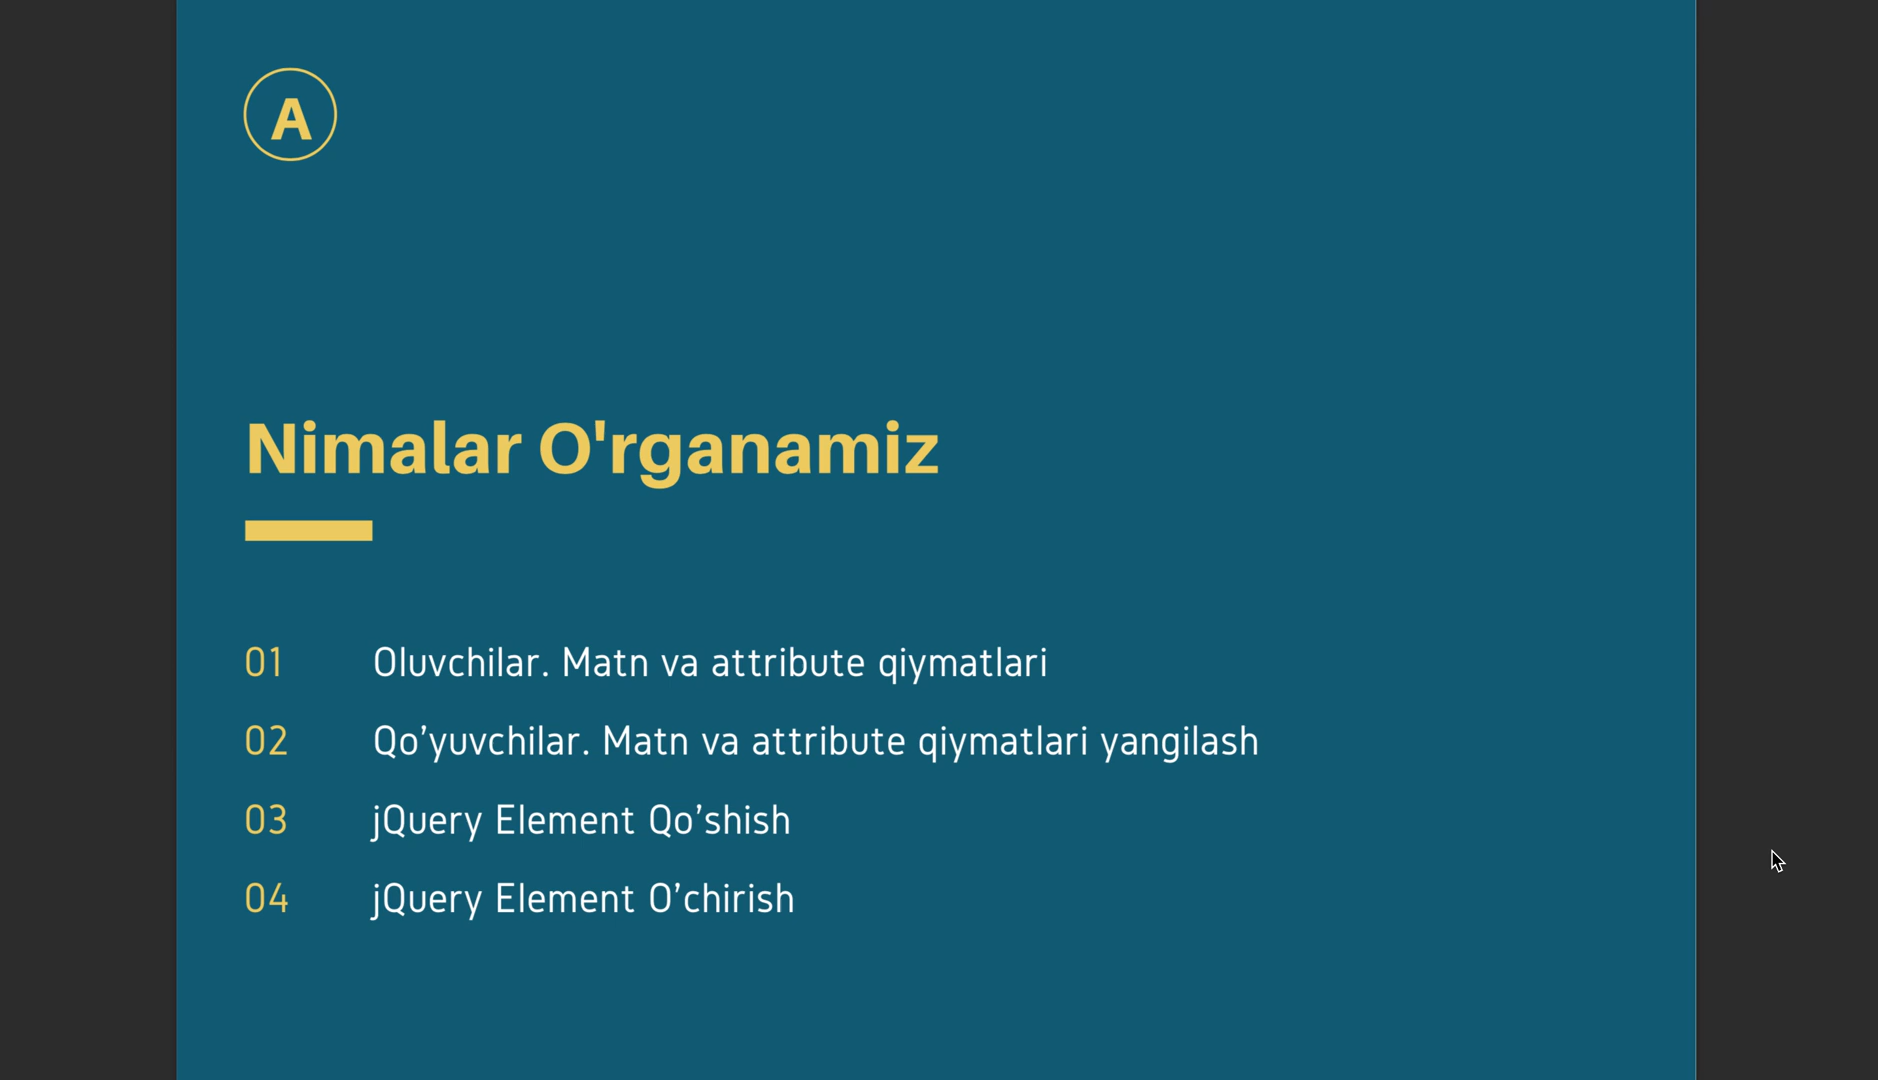 A
Nimalar O'rganamiz
01 Oluvchilar. Matn va attribute qiymatlari
02 Qo’yuvchilar. Matn va attribute qiymatlari yangilash
03 jQuery Element Qo’shish
04 jQuery Element O’chirish